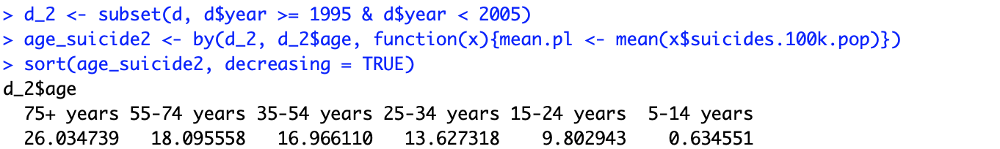 > d_2 <- subset(d, d$year >= 1995 & d$year < 2005)
> age_suicide2 <- by(d_2, d_2$age, function(x){mean.pl <- mean(x$suicides.100k.pop)})
> sort(age_suicide2, decreasing = TRUE)
d_2$age
75+ years 55-74 years 35-54 years 25-34 years 15-24 years 5-14 years
26.034739 18.095558 16.966110 13.627318 9.802943 0.634551